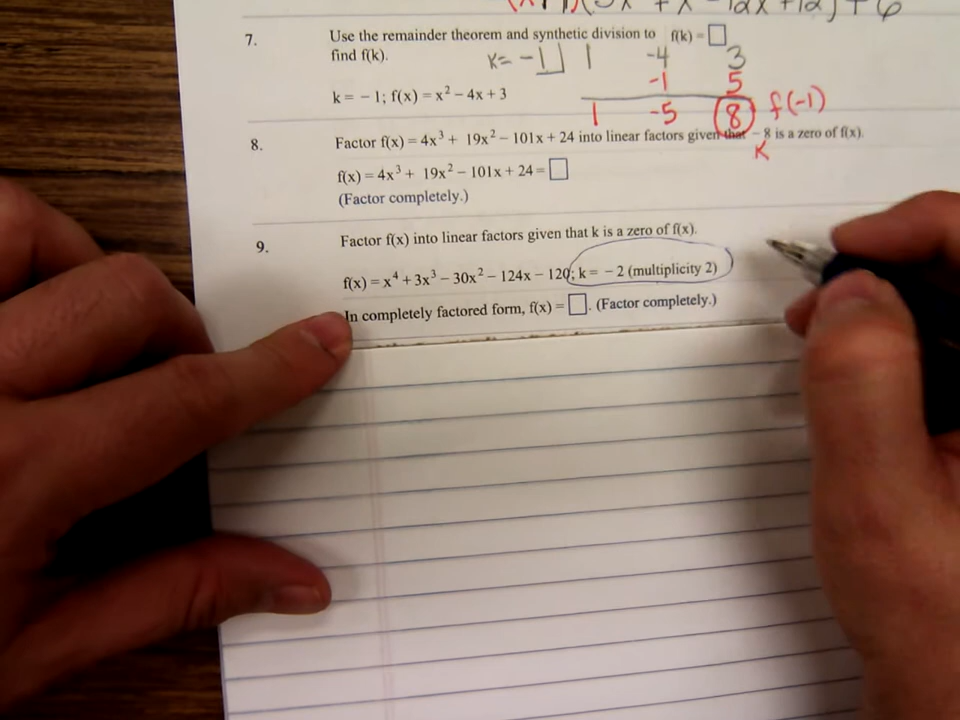 7. Use the remainder theorem and synthetic division to f(k) = □
find f(k). k = -1 1 -4 3
-1 5
k = − 1; f(x) = x² − 4x + 3
1 -5 8 f(-1)
8. Factor f(x) = 4x³ + 19x² − 101x + 24 into linear factors given that − 8 is a zero of f(x).
K
f(x) = 4x³ + 19x² − 101x + 24 = □
(Factor completely.)
9. Factor f(x) into linear factors given that k is a zero of f(x).
f(x) = x⁴ + 3x³ − 30x² − 124x − 120; k = − 2 (multiplicity 2)
In completely factored form, f(x) = □. (Factor completely.)